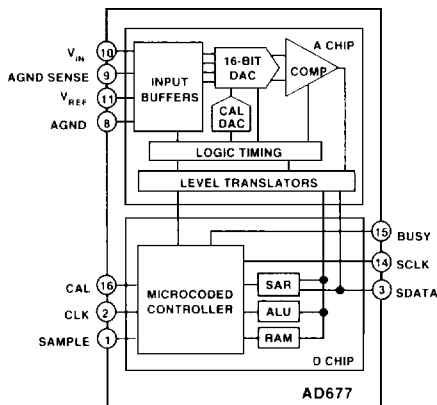 A CHIP
10 V_IN
9 AGND SENSE
11 V_REF
8 AGND
INPUT
BUFFERS
16-BIT
DAC
COMP
CAL
DAC
LOGIC TIMING
LEVEL TRANSLATORS
15 BUSY
14 SCLK
3 SDATA
16 CAL
2 CLK
1 SAMPLE
MICROCODED
CONTROLLER
SAR
ALU
RAM
D CHIP
AD677